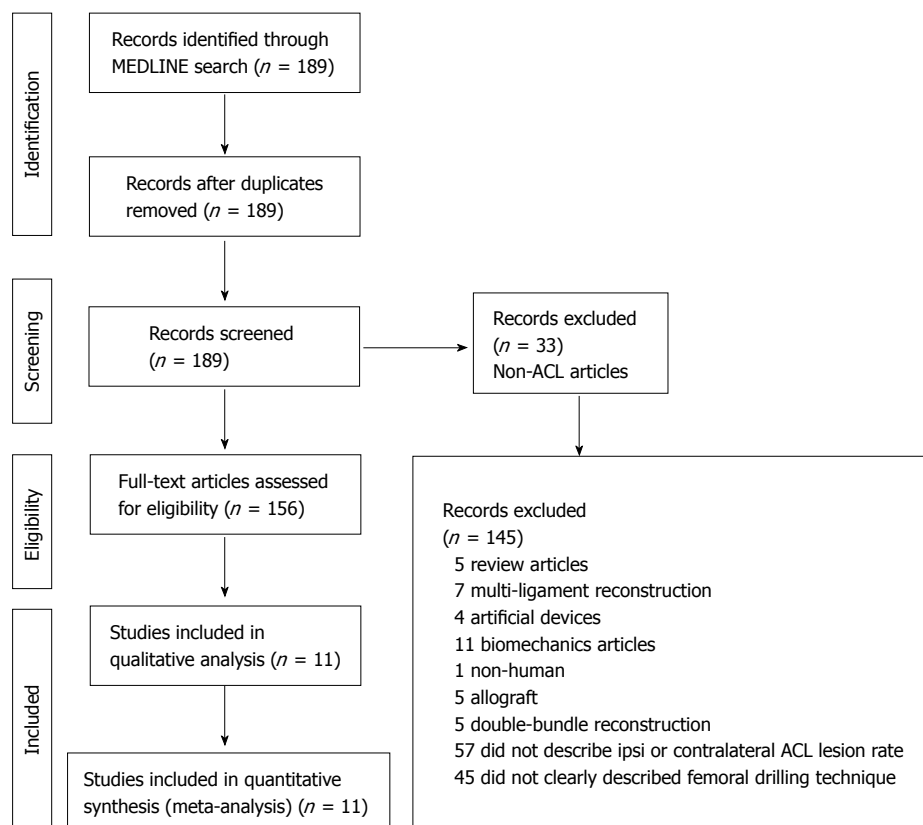 Identification
Records identified through
MEDLINE search (n = 189)
Records after duplicates
removed (n = 189)
Screening
Records screened
(n = 189)
Records excluded
(n = 33)
Non-ACL articles
Eligibility
Full-text articles assessed
for eligibility (n = 156)
Records excluded
(n = 145)
5 review articles
7 multi-ligament reconstruction
4 artificial devices
11 biomechanics articles
1 non-human
5 allograft
5 double-bundle reconstruction
57 did not describe ipsi or contralateral ACL lesion rate
45 did not clearly described femoral drilling technique
Included
Studies included in
qualitative analysis (n = 11)
Studies included in quantitative
synthesis (meta-analysis) (n = 11)